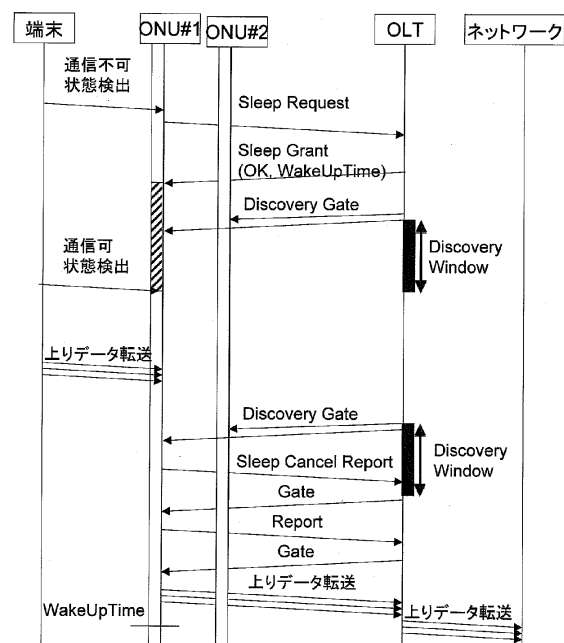 端末
ONU#1
ONU#2
OLT
ネットワーク
通信不可
状態検出
Sleep Request
Sleep Grant
(OK, WakeUpTime)
Discovery Gate
通信可
状態検出
Discovery
Window
上りデータ転送
Discovery Gate
Sleep Cancel Report
Discovery
Window
Gate
Report
Gate
上りデータ転送
上りデータ転送
WakeUpTime